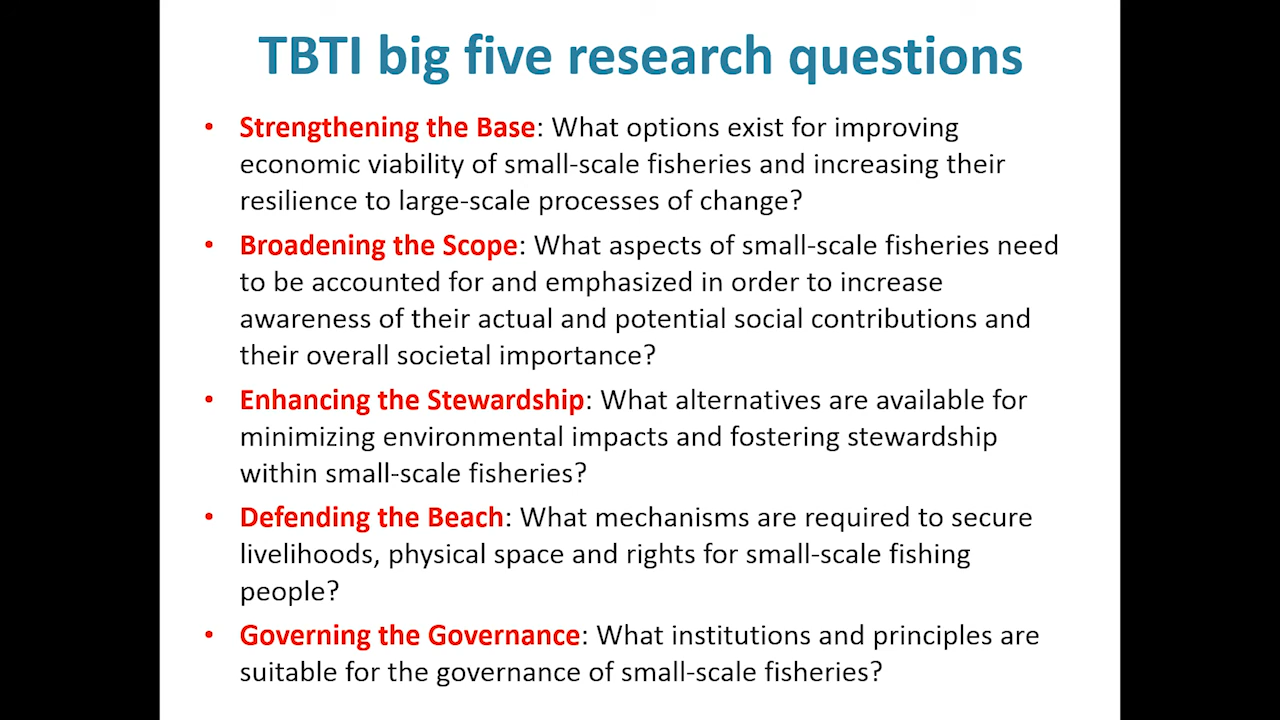 TBTI big five research questions
• Strengthening the Base: What options exist for improving
economic viability of small-scale fisheries and increasing their
resilience to large-scale processes of change?
• Broadening the Scope: What aspects of small-scale fisheries need
to be accounted for and emphasized in order to increase
awareness of their actual and potential social contributions and
their overall societal importance?
• Enhancing the Stewardship: What alternatives are available for
minimizing environmental impacts and fostering stewardship
within small-scale fisheries?
• Defending the Beach: What mechanisms are required to secure
livelihoods, physical space and rights for small-scale fishing
people?
• Governing the Governance: What institutions and principles are
suitable for the governance of small-scale fisheries?